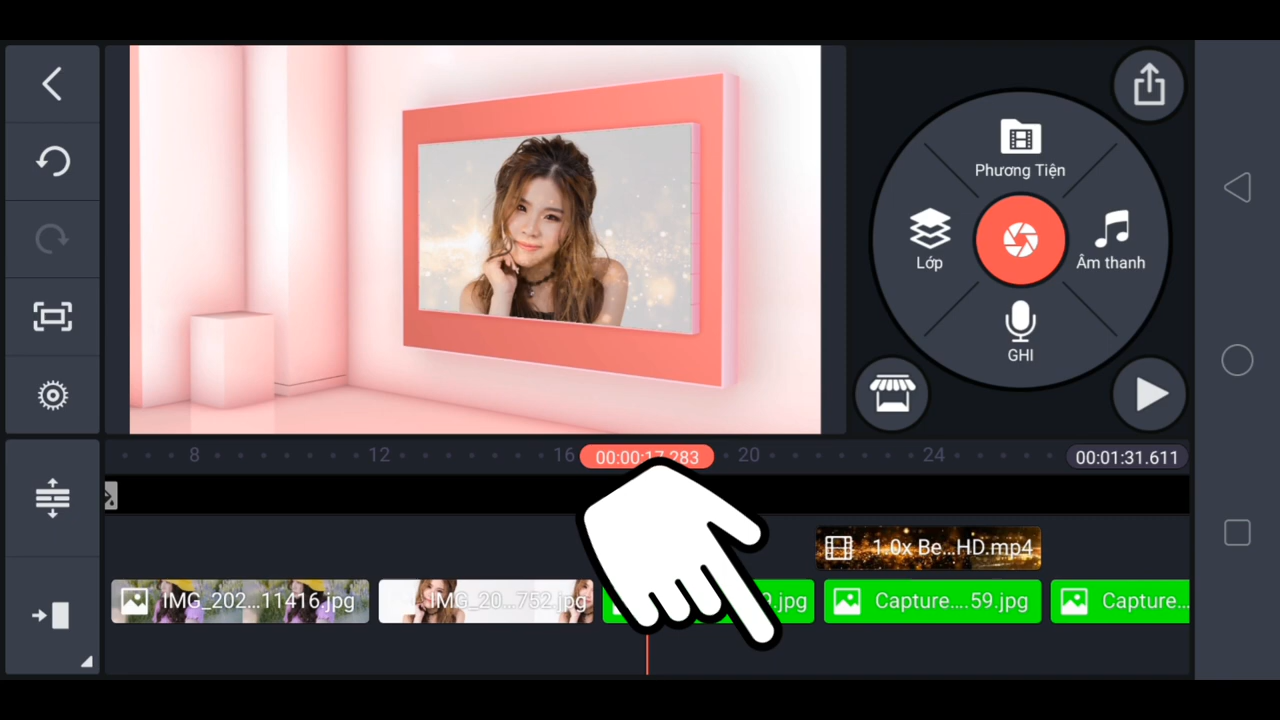 Phương Tiện
Lớp
Âm thanh
GHI
8 12 16 00:00:17.283 20 24 00:01:31.611
1.0x Be...HD.mp4
IMG_202...11416.jpg IMG_20...752.jpg 9.jpg Capture....59.jpg Capture...